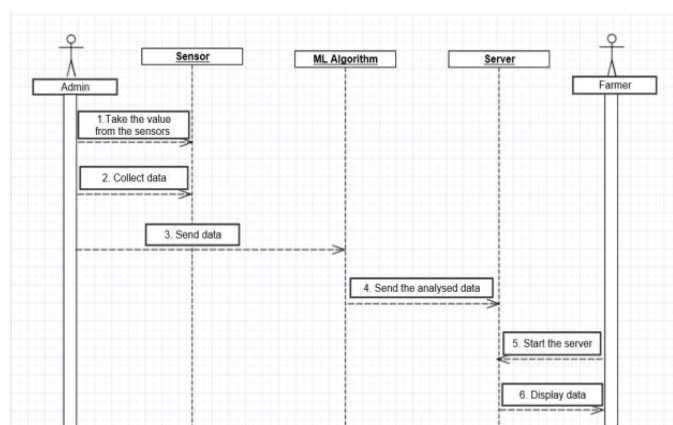 Sensor
ML Algorithm
Server
Admin
Farmer
1.Take the value
from the sensors
2. Collect data
3. Send data
4. Send the analysed data
5. Start the server
6. Display data